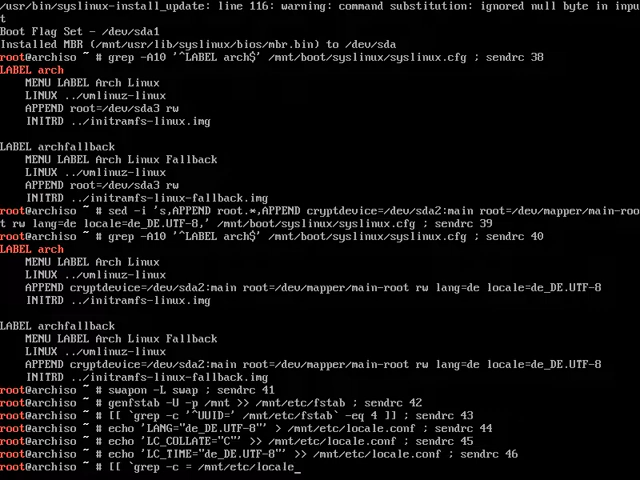 /usr/bin/syslinux-install_update: line 116: warning: command substitution: ignored null byte in inpu
t
Boot Flag Set - /dev/sda1
Installed MBR (/mnt/usr/lib/syslinux/bios/mbr.bin) to /dev/sda
root@archiso ~ # grep -A10 '^LABEL arch$' /mnt/boot/syslinux/syslinux.cfg ; sendrc 38
LABEL arch
MENU LABEL Arch Linux
LINUX ../vmlinuz-linux
APPEND root=/dev/sda3 rw
INITRD ../initramfs-linux.img
LABEL archfallback
MENU LABEL Arch Linux Fallback
LINUX ../vmlinuz-linux
APPEND root=/dev/sda3 rw
INITRD ../initramfs-linux-fallback.img
root@archiso ~ # sed -i 's,APPEND root.*,APPEND cryptdevice=/dev/sda2:main root=/dev/mapper/main-roo
t rw lang=de locale=de_DE.UTF-8,' /mnt/boot/syslinux/syslinux.cfg ; sendrc 39
root@archiso ~ # grep -A10 '^LABEL arch$' /mnt/boot/syslinux/syslinux.cfg ; sendrc 40
LABEL arch
MENU LABEL Arch Linux
LINUX ../vmlinuz-linux
APPEND cryptdevice=/dev/sda2:main root=/dev/mapper/main-root rw lang=de locale=de_DE.UTF-8
INITRD ../initramfs-linux.img
LABEL archfallback
MENU LABEL Arch Linux Fallback
LINUX ../vmlinuz-linux
APPEND cryptdevice=/dev/sda2:main root=/dev/mapper/main-root rw lang=de locale=de_DE.UTF-8
INITRD ../initramfs-linux-fallback.img
root@archiso ~ # swapon -L swap ; sendrc 41
root@archiso ~ # genfstab -U -p /mnt >> /mnt/etc/fstab ; sendrc 42
root@archiso ~ # [[ `grep -c '^UUID=' /mnt/etc/fstab` -eq 4 ]] ; sendrc 43
root@archiso ~ # echo 'LANG="de_DE.UTF-8"' > /mnt/etc/locale.conf ; sendrc 44
root@archiso ~ # echo 'LC_COLLATE="C"' >> /mnt/etc/locale.conf ; sendrc 45
root@archiso ~ # echo 'LC_TIME="de_DE.UTF-8"' >> /mnt/etc/locale.conf ; sendrc 46
root@archiso ~ # [[ `grep -c = /mnt/etc/locale